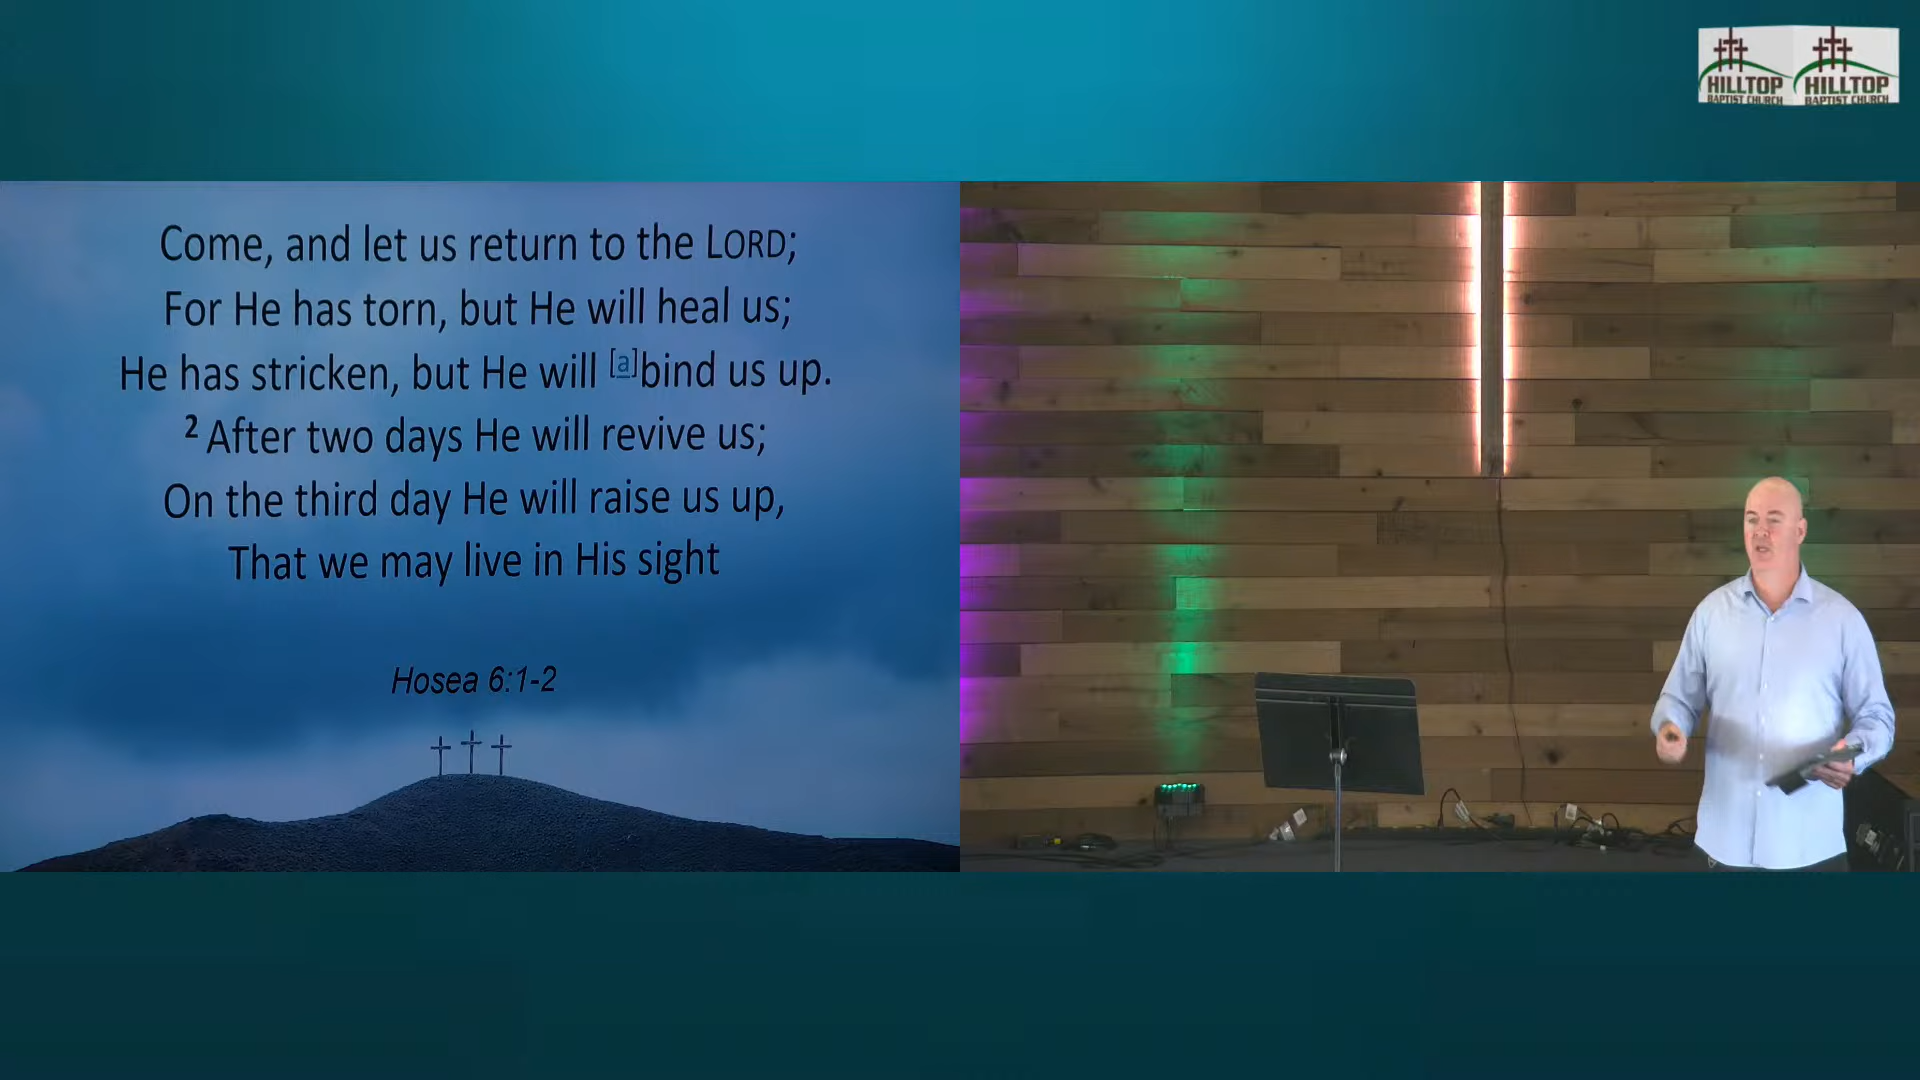 HILLTOP
BAPTIST CHURCH
HILLTOP
BAPTIST CHURCH
Come, and let us return to the LORD;
For He has torn, but He will heal us;
He has stricken, but He will [a]bind us up.
2 After two days He will revive us;
On the third day He will raise us up,
That we may live in His sight
Hosea 6:1-2